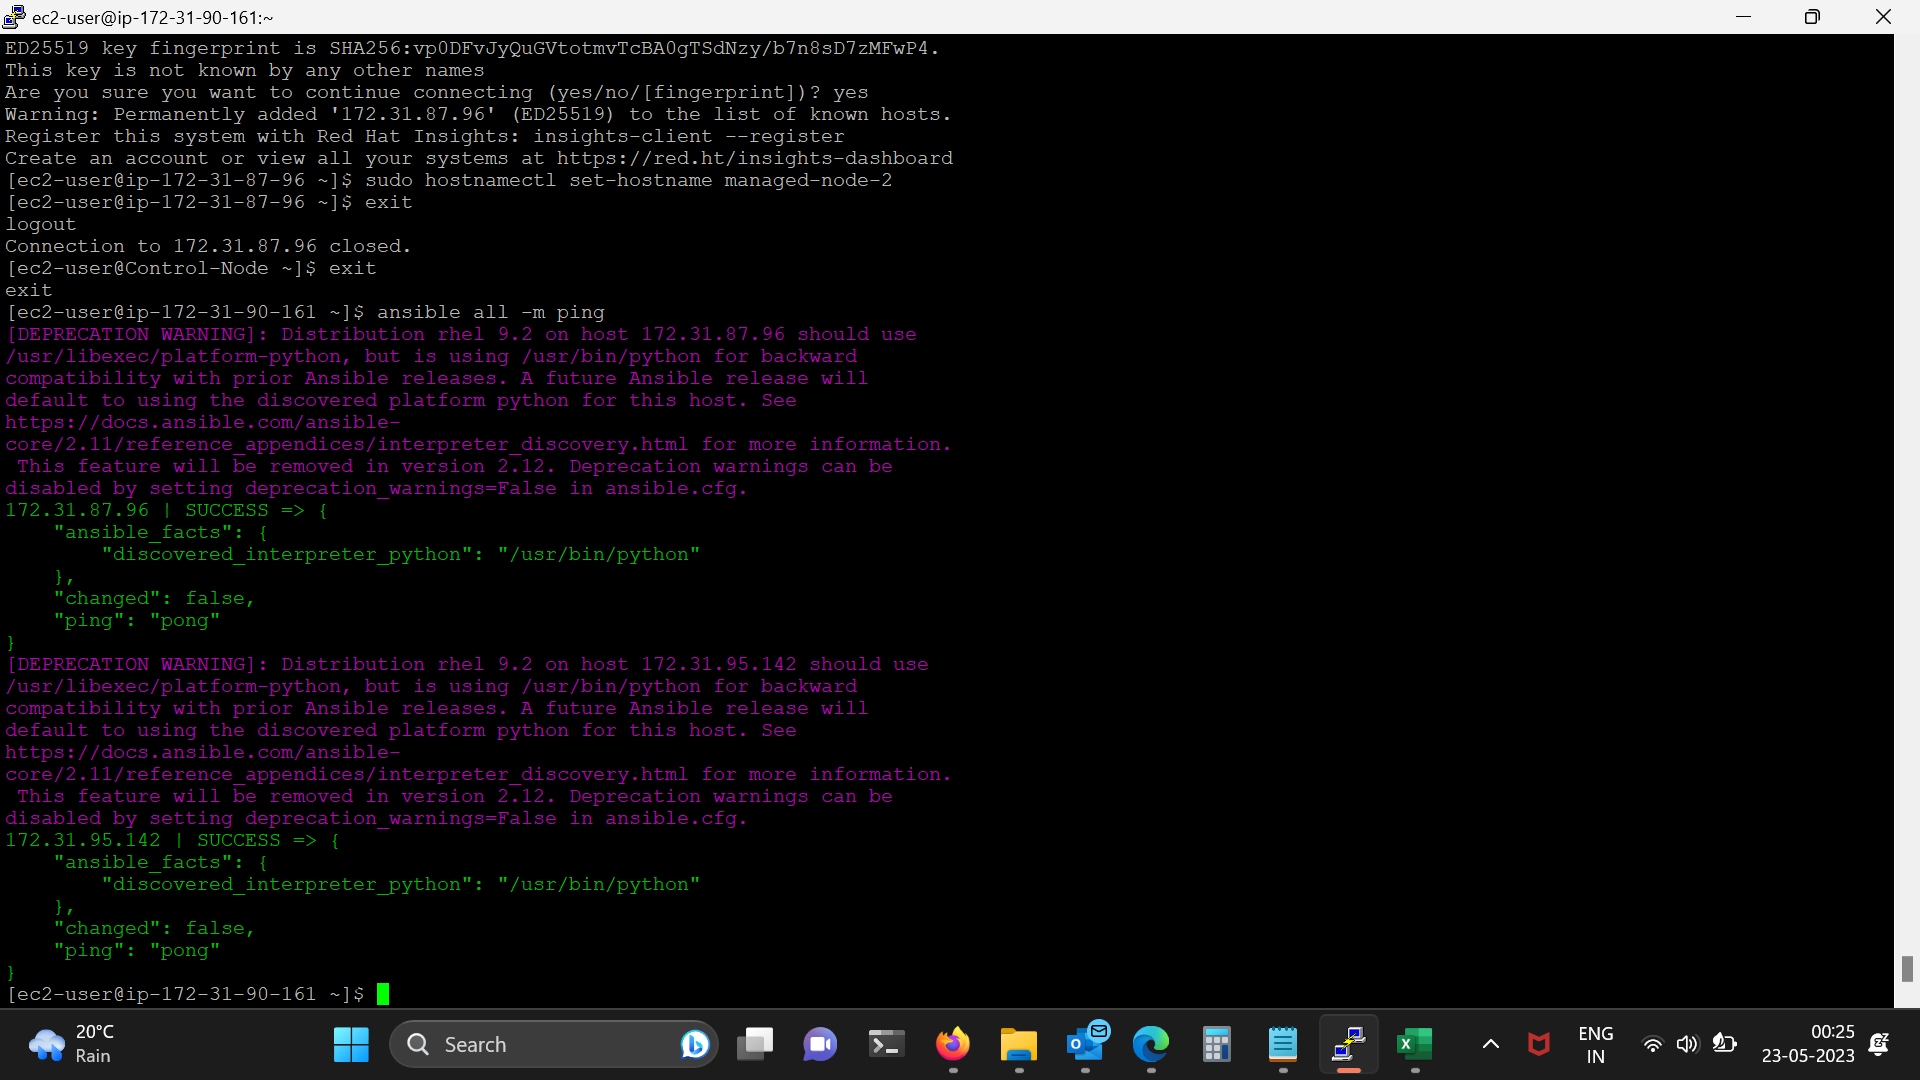 ec2-user@ip-172-31-90-161:~
ED25519 key fingerprint is SHA256:vp0DFvJyQuGVtotmvTcBA0gTSdNzy/b7n8sD7zMFwP4.
This key is not known by any other names
Are you sure you want to continue connecting (yes/no/[fingerprint])? yes
Warning: Permanently added '172.31.87.96' (ED25519) to the list of known hosts.
Register this system with Red Hat Insights: insights-client --register
Create an account or view all your systems at https://red.ht/insights-dashboard
[ec2-user@ip-172-31-87-96 ~]$ sudo hostnamectl set-hostname managed-node-2
[ec2-user@ip-172-31-87-96 ~]$ exit
logout
Connection to 172.31.87.96 closed.
[ec2-user@Control-Node ~]$ exit
exit
[ec2-user@ip-172-31-90-161 ~]$ ansible all -m ping
[DEPRECATION WARNING]: Distribution rhel 9.2 on host 172.31.87.96 should use
/usr/libexec/platform-python, but is using /usr/bin/python for backward
compatibility with prior Ansible releases. A future Ansible release will
default to using the discovered platform python for this host. See
https://docs.ansible.com/ansible-
core/2.11/reference_appendices/interpreter_discovery.html for more information.
 This feature will be removed in version 2.12. Deprecation warnings can be
disabled by setting deprecation_warnings=False in ansible.cfg.
172.31.87.96 | SUCCESS => {
    "ansible_facts": {
        "discovered_interpreter_python": "/usr/bin/python"
    },
    "changed": false,
    "ping": "pong"
}
[DEPRECATION WARNING]: Distribution rhel 9.2 on host 172.31.95.142 should use
/usr/libexec/platform-python, but is using /usr/bin/python for backward
compatibility with prior Ansible releases. A future Ansible release will
default to using the discovered platform python for this host. See
https://docs.ansible.com/ansible-
core/2.11/reference_appendices/interpreter_discovery.html for more information.
 This feature will be removed in version 2.12. Deprecation warnings can be
disabled by setting deprecation_warnings=False in ansible.cfg.
172.31.95.142 | SUCCESS => {
    "ansible_facts": {
        "discovered_interpreter_python": "/usr/bin/python"
    },
    "changed": false,
    "ping": "pong"
}
[ec2-user@ip-172-31-90-161 ~]$
20°C
Rain
Search
ENG
IN
00:25
23-05-2023